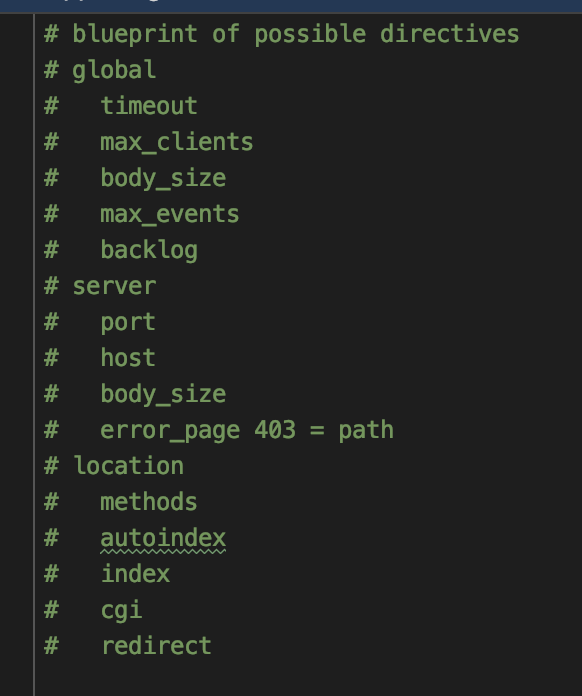 # blueprint of possible directives
# global
#   timeout
#   max_clients
#   body_size
#   max_events
#   backlog
# server
#   port
#   host
#   body_size
#   error_page 403 = path
# location
#   methods
#   autoindex
#   index
#   cgi
#   redirect